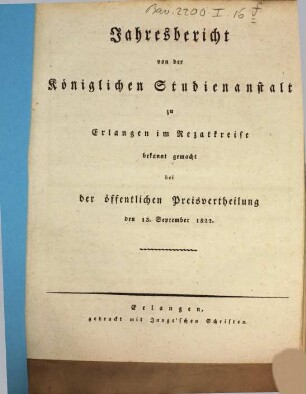 Bav. 2200 I, 16 f
II
Jahresbericht
von der
Königlichen Studienanstalt
zu
Erlangen im Rezatkreise
bekannt gemacht
bei
der öffentlichen Preisvertheilung
den 13. September 1822.
Erlangen,
gedruckt mit Junge'schen Schriften